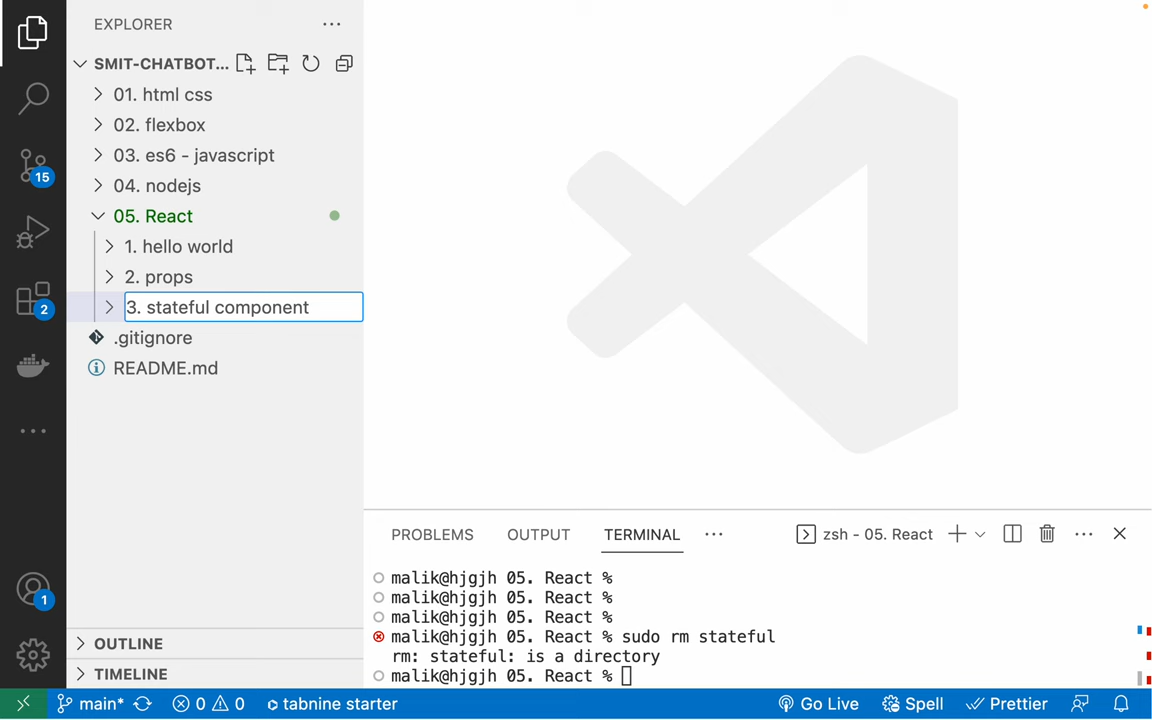 EXPLORER
SMIT-CHATBOT...
01. html css
02. flexbox
03. es6 - javascript
04. nodejs
05. React
1. hello world
2. props
3. stateful component
.gitignore
README.md
15
2
1
OUTLINE
TIMELINE
PROBLEMS OUTPUT TERMINAL zsh - 05. React
malik@hjgjh 05. React %
malik@hjgjh 05. React %
malik@hjgjh 05. React %
malik@hjgjh 05. React % sudo rm stateful
rm: stateful: is a directory
malik@hjgjh 05. React %
main* 0 0 tabnine starter Go Live Spell Prettier